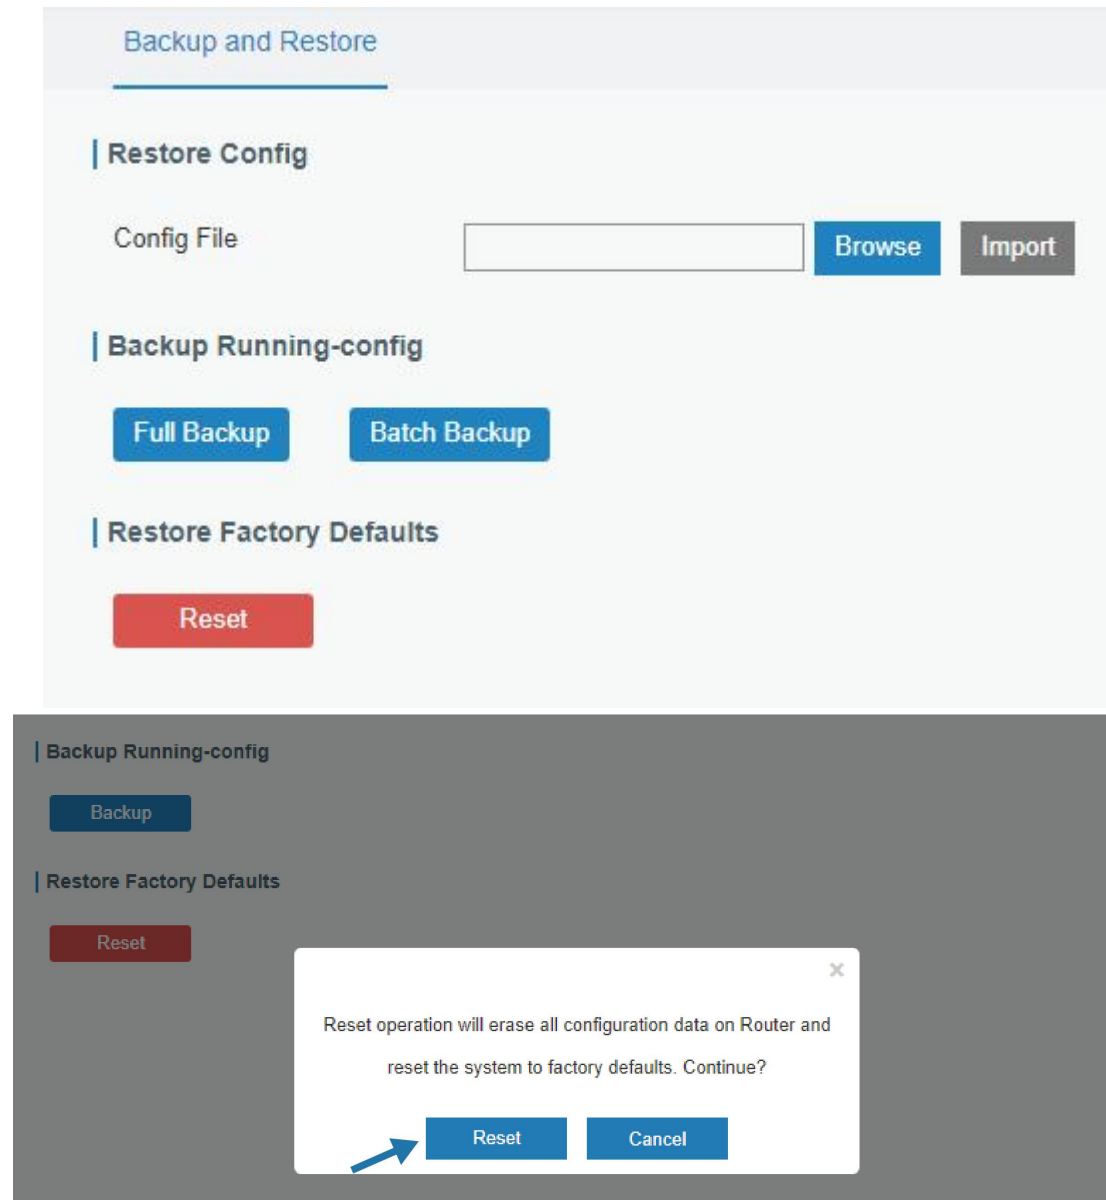 Backup and Restore
Restore Config
Config File Browse Import
Backup Running-config
Full Backup Batch Backup
Restore Factory Defaults
Reset
Backup Running-config
Backup
Restore Factory Defaults
Reset
×
Reset operation will erase all configuration data on Router and
reset the system to factory defaults. Continue?
Reset Cancel